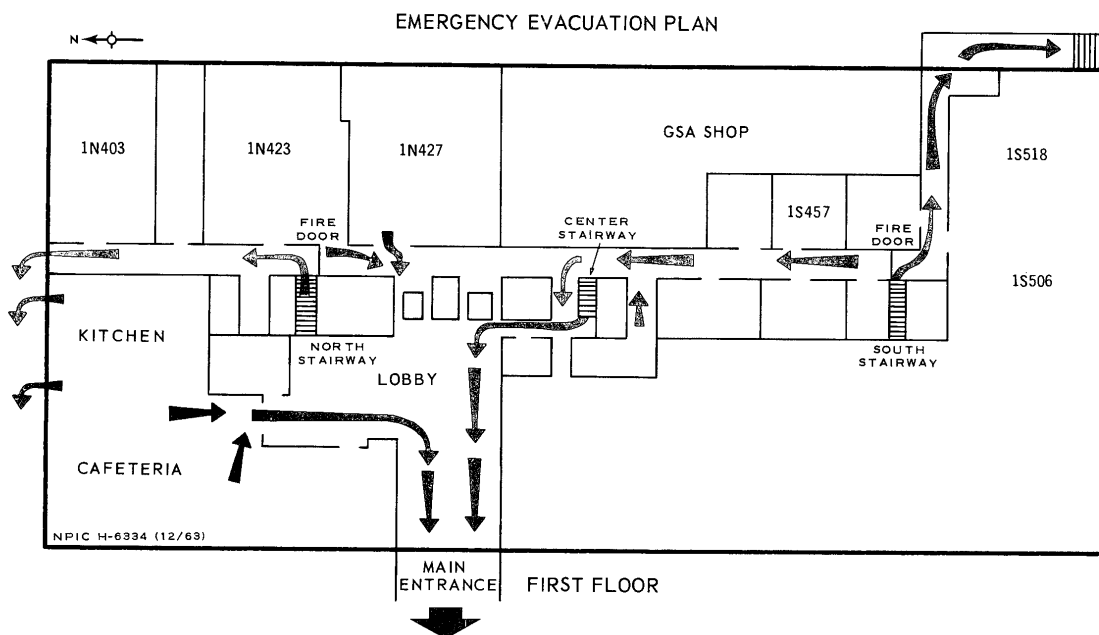 EMERGENCY EVACUATION PLAN
N
1N403
1N423
1N427
GSA SHOP
1S518
1S457
FIRE
DOOR
CENTER
STAIRWAY
FIRE
DOOR
1S506
KITCHEN
NORTH
STAIRWAY
SOUTH
STAIRWAY
LOBBY
CAFETERIA
NPIC H-6334 (12/63)
MAIN
ENTRANCE
FIRST FLOOR